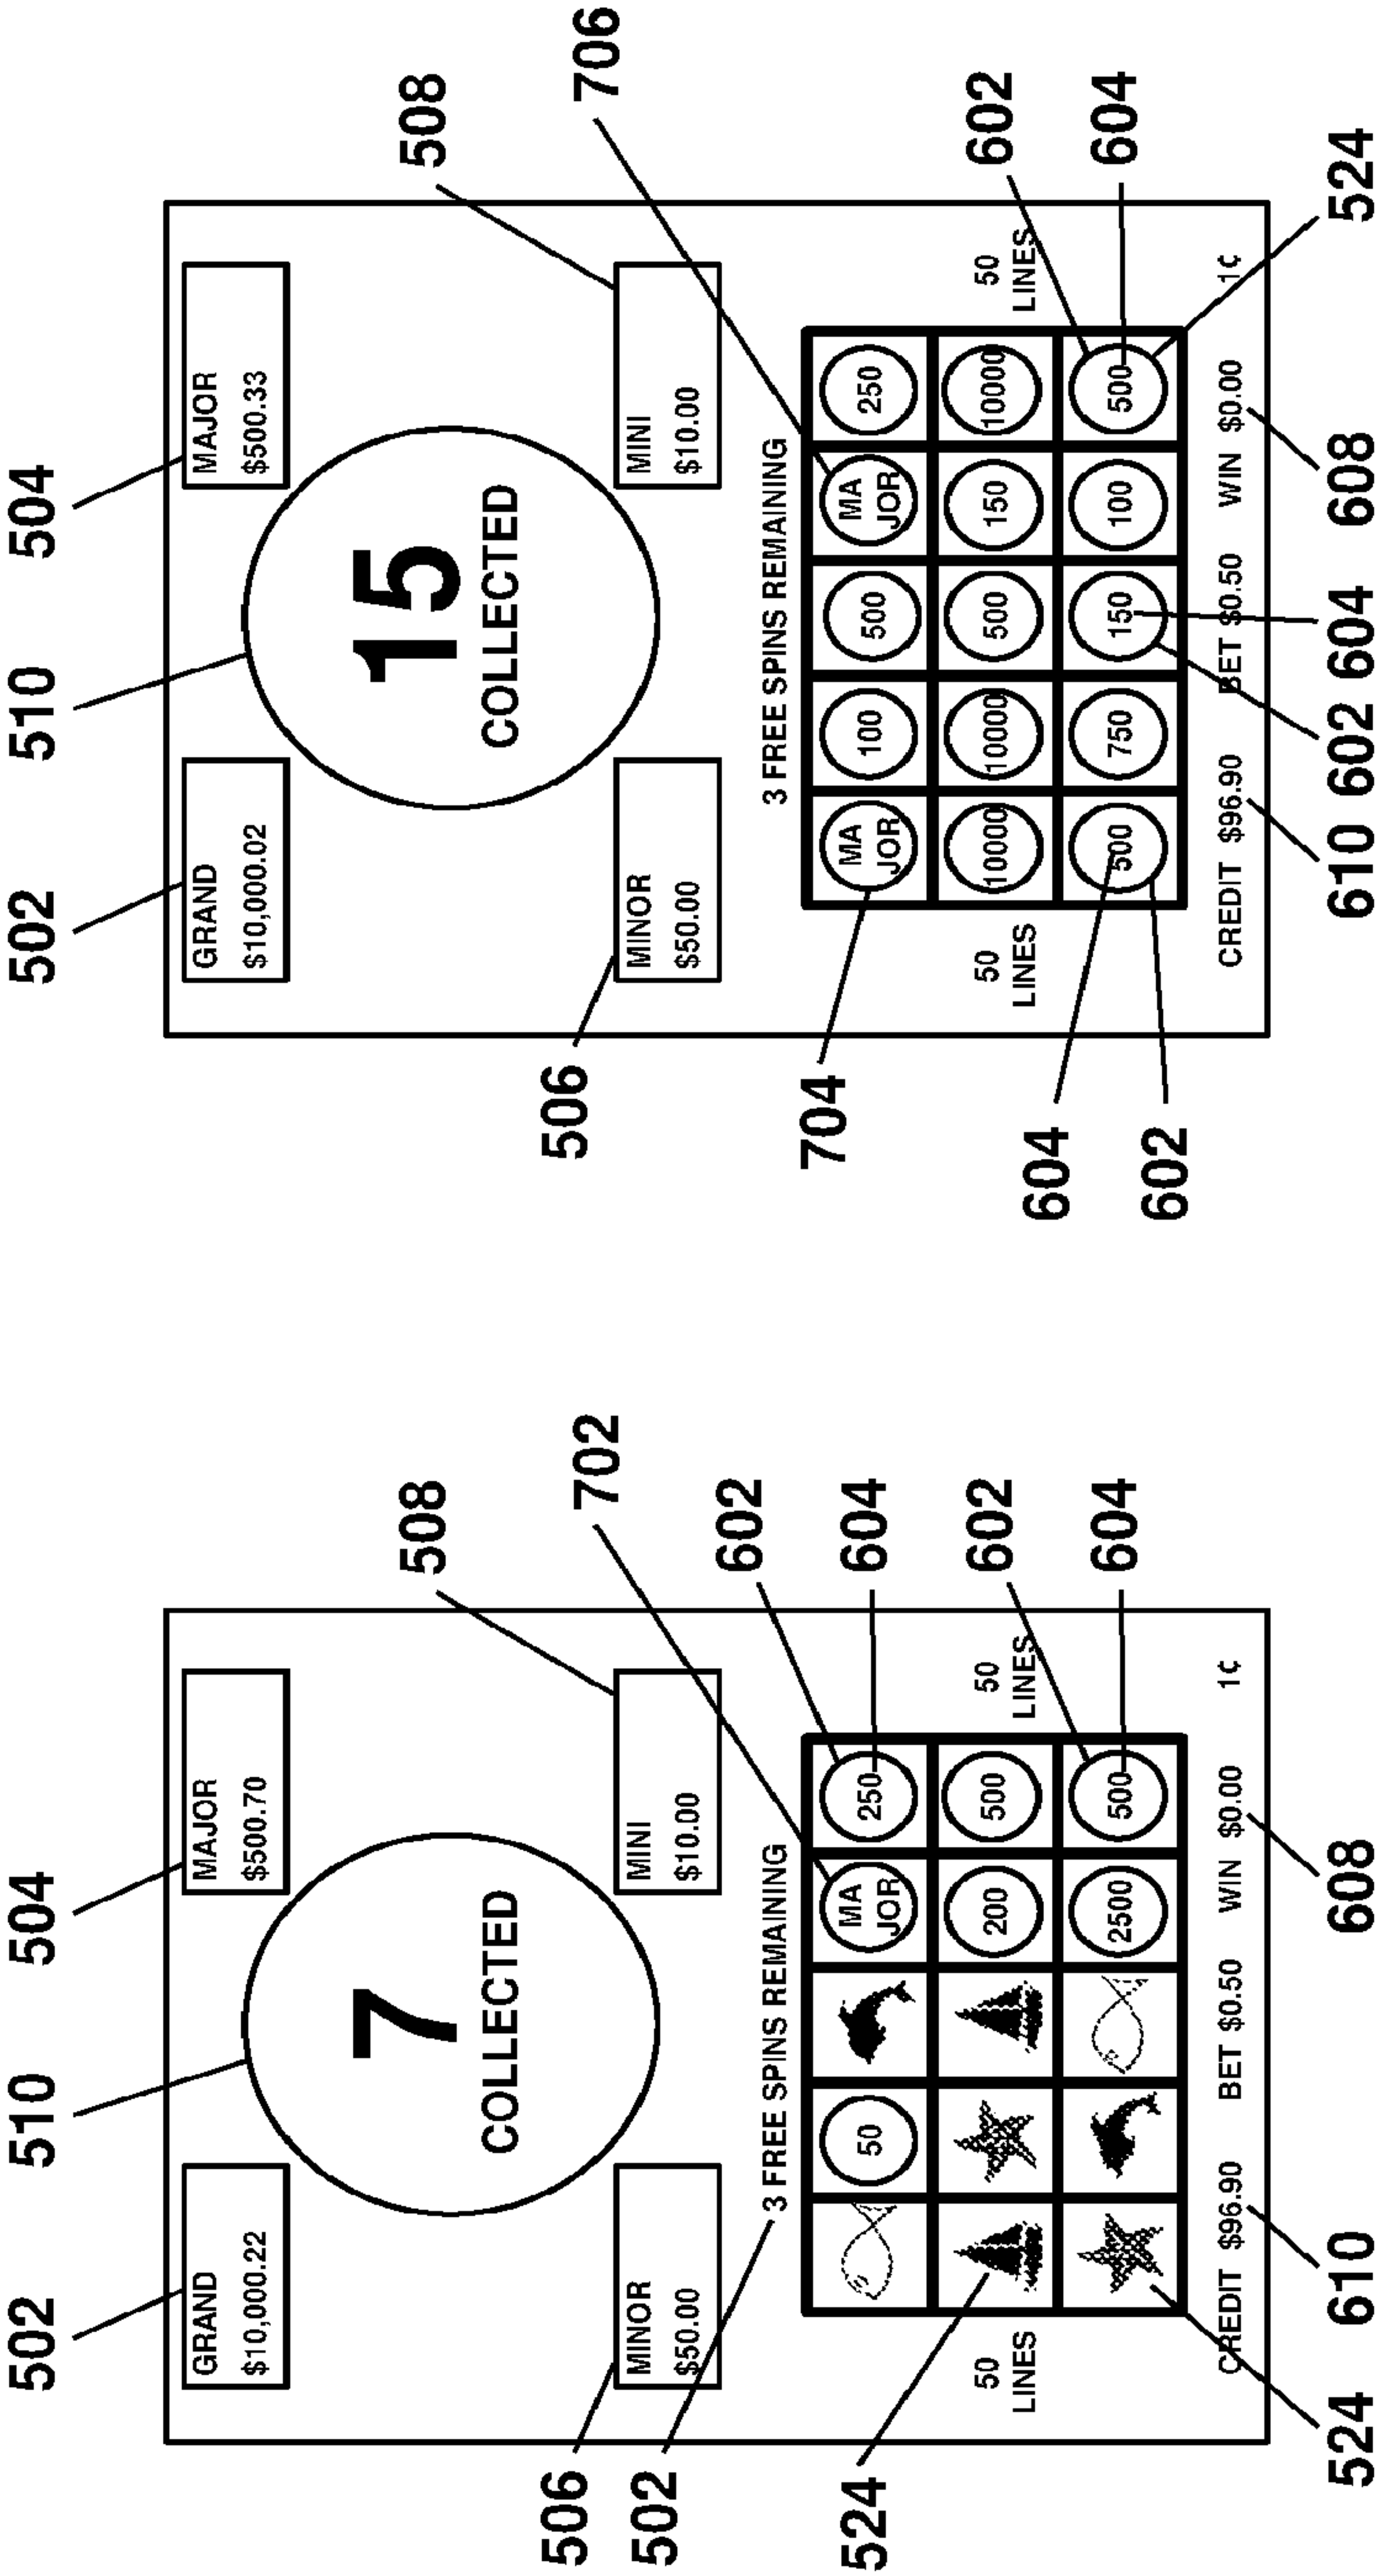 502 510 504
GRAND MAJOR
$10,000.22 $500.70
7
508
COLLECTED
506
702
MINOR MINI
502
$50.00 $10.00
602
3 FREE SPINS REMAINING
50 MA
JOR 250
604
524
50
LINES
200 500
50
LINES
602
2500 500
604
CREDIT $96.90 BET $0.50 WIN $0.00 1¢
524 610 608
502 510 504
GRAND MAJOR
$10,000.02 $500.33
15
508
COLLECTED
506
706
MINOR MINI
$50.00 $10.00
3 FREE SPINS REMAINING
704
MA
JOR 100 500 MA
JOR 250
50
LINES
10000 10000 500 150 10000
50
LINES
602
604
500 750 150 100 500
604
602
CREDIT $96.90 BET $0.50 WIN $0.00 1¢
610 602 604 608 524